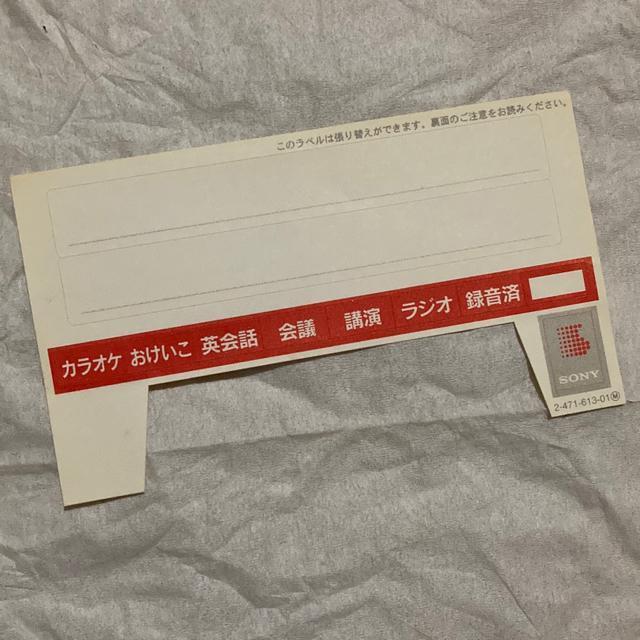 このラベルは張り替えができます。裏面のご注意をお読みください。
カラオケ おけいこ 英会話 会議 講演 ラジオ 録音済
SONY
2-471-613-01Ⓜ